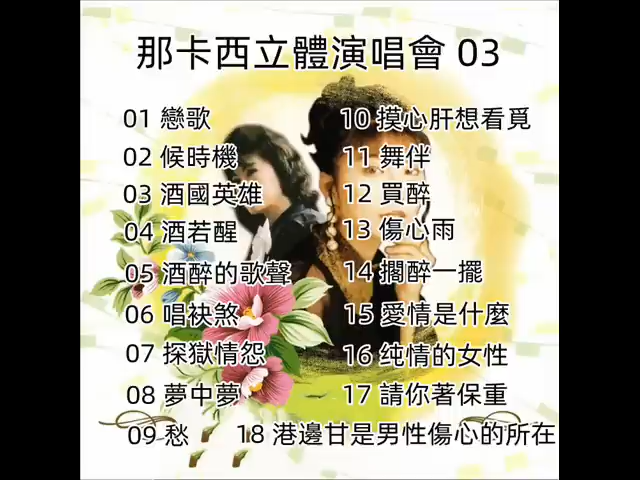 那卡西立體演唱會 03
01 戀歌
02 候時機
03 酒國英雄
04 酒若醒
05 酒醉的歌聲
06 唱袂煞
07 探獄情怨
08 夢中夢
09 愁
10 摸心肝想看覓
11 舞伴
12 買醉
13 傷心雨
14 擱醉一擺
15 愛情是什麼
16 纯情的女性
17 請你著保重
18 港邊甘是男性傷心的所在